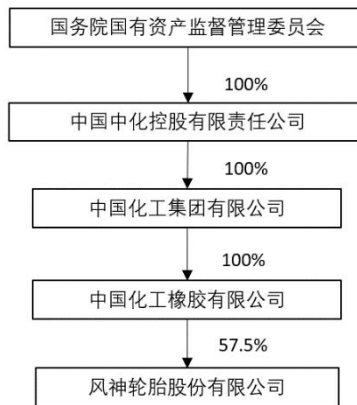 国务院国有资产监督管理委员会
100%
中国中化控股有限责任公司
100%
中国化工集团有限公司
100%
中国化工橡胶有限公司
57.5%
风神轮胎股份有限公司